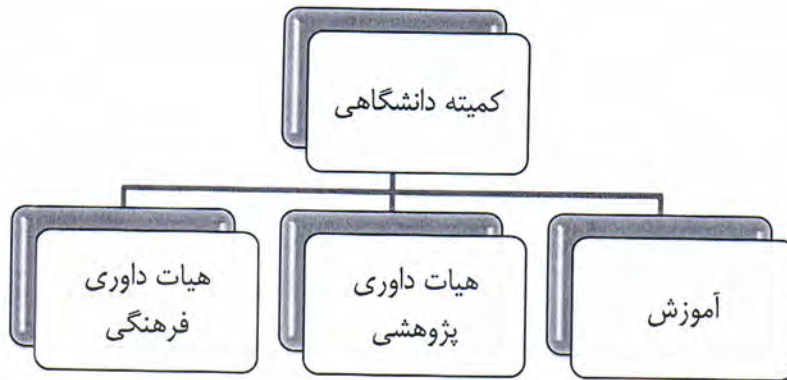 کمیته دانشگاهی
آموزش
هیات داوری
پژوهشی
هیات داوری
فرهنگی